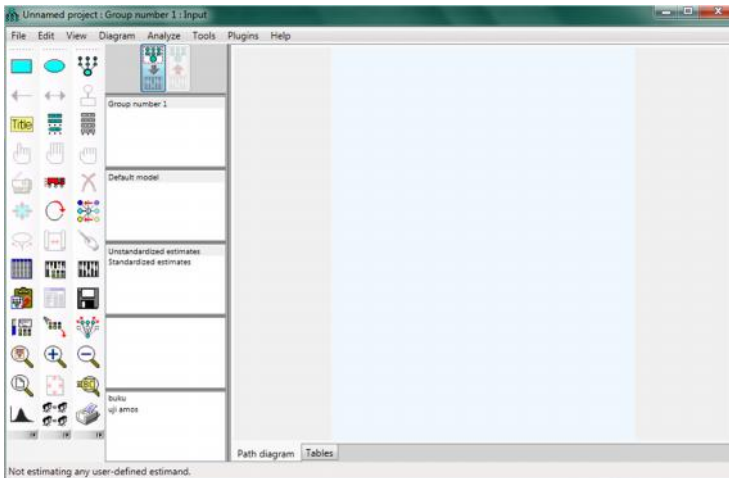 Unnamed project : Group number 1 : Input
File Edit View Diagram Analyze Tools Plugins Help
Title
Group number 1
Default model
Unstandardized estimates
Standardized estimates
buku
uji amos
Path diagram Tables
Not estimating any user-defined estimand.